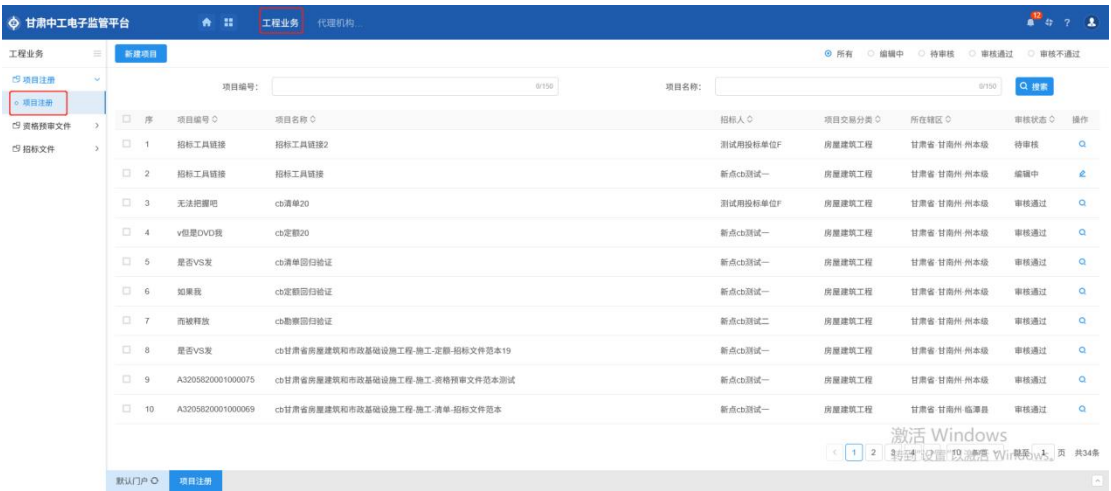 甘肃中工电子监管平台 工程业务 代理机构... 12 ?
工程业务 新建项目 所有 编辑中 待审核 审核通过 审核不通过
项目注册
项目编号： 0/150 项目名称： 0/150 搜索
项目注册
资格预审文件
招标文件
序 项目编号 项目名称 招标人 项目交易分类 所在辖区 审核状态 操作
1 招标工具链接 招标工具链接2 测试用投标单位F 房屋建筑工程 甘肃省·甘南州·州本级 待审核
2 招标工具链接 招标工具链接 新点cb测试一 房屋建筑工程 甘肃省·甘南州·州本级 编辑中
3 无法把握吧 cb清单20 测试用投标单位F 房屋建筑工程 甘肃省·甘南州·州本级 审核通过
4 v但是DVD我 cb定额20 新点cb测试一 房屋建筑工程 甘肃省·甘南州·州本级 审核通过
5 是否VS发 cb清单回归验证 新点cb测试一 房屋建筑工程 甘肃省·甘南州·州本级 审核通过
6 如果我 cb定额回归验证 新点cb测试一 房屋建筑工程 甘肃省·甘南州·州本级 审核通过
7 而被释放 cb勘察回归验证 新点cb测试二 房屋建筑工程 甘肃省·甘南州·州本级 审核通过
8 是否VS发 cb甘肃省房屋建筑和市政基础设施工程-施工-定额-招标文件范本19 新点cb测试一 房屋建筑工程 甘肃省·甘南州·州本级 审核通过
9 A3205820001000075 cb甘肃省房屋建筑和市政基础设施工程-施工-资格预审文件范本测试 新点cb测试一 房屋建筑工程 甘肃省·甘南州·州本级 审核通过
10 A3205820001000069 cb甘肃省房屋建筑和市政基础设施工程-施工-清单-招标文件范本 新点cb测试一 房屋建筑工程 甘肃省·甘南州·临潭县 审核通过
激活 Windows
转到"设置"以激活 Windows。
1 2 3 4 10 条/页 跳至 1 页 共34条
默认门户 项目注册